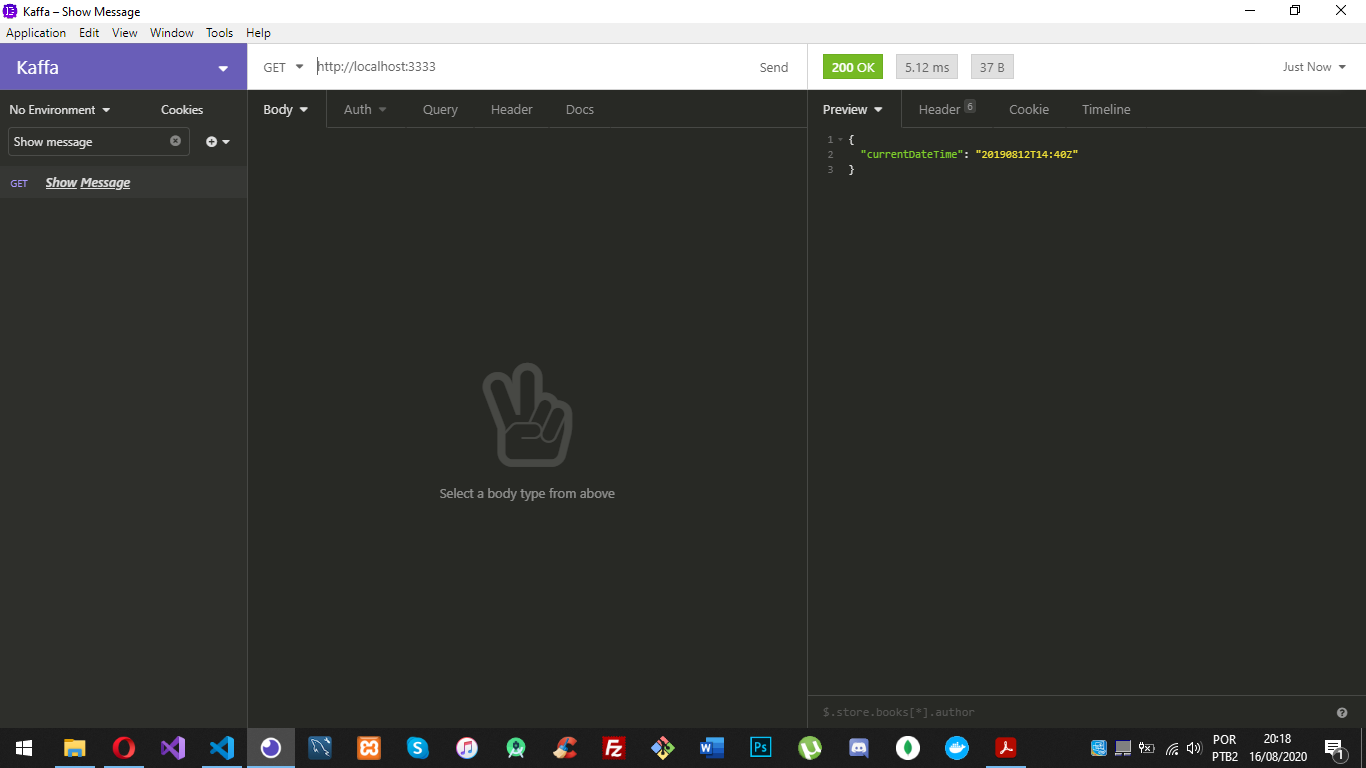 Kaffa – Show Message
Application Edit View Window Tools Help
Kaffa
GET http://localhost:3333 Send
200 OK 5.12 ms 37 B Just Now
No Environment Cookies
Body Auth Query Header Docs
Preview Header 6 Cookie Timeline
Show message
GET Show Message
1 {
2 "currentDateTime": "20190812T14:40Z"
3 }
Select a body type from above
$.store.books[*].author
POR
PTB2
20:18
16/08/2020
1
Fz
W
Ps
S